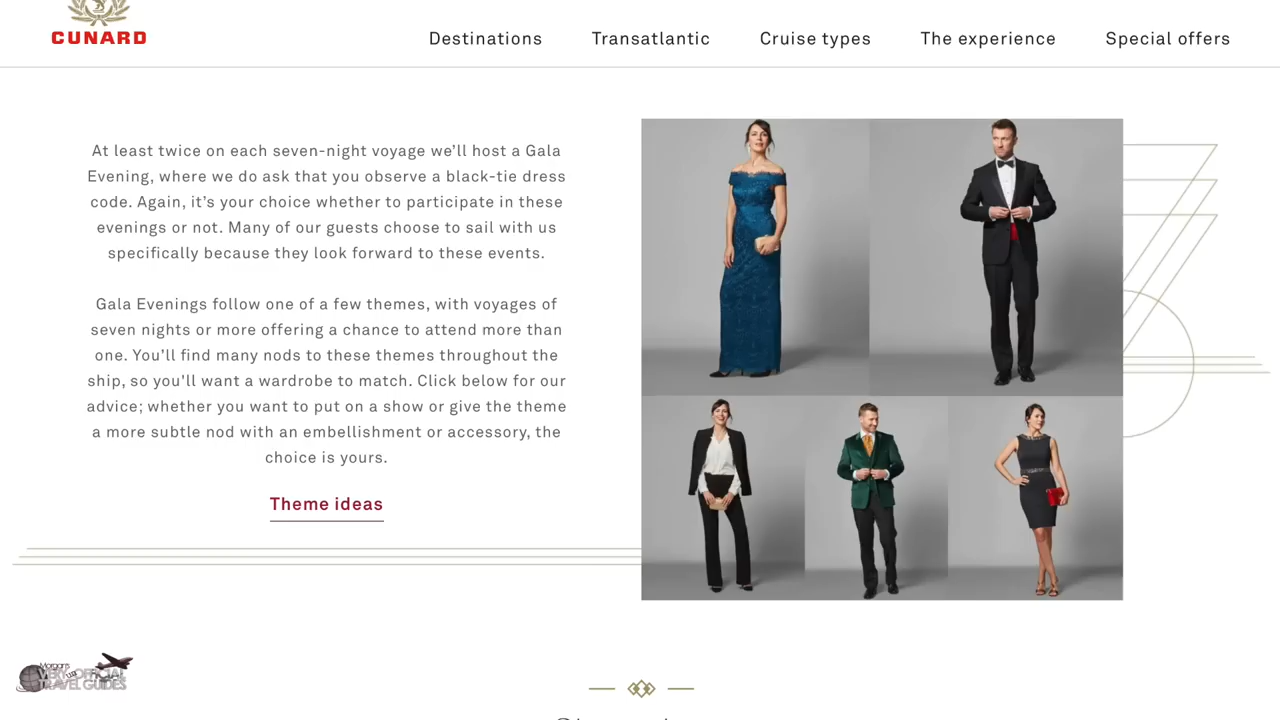 CUNARD
Destinations
Transatlantic
Cruise types
The experience
Special offers
At least twice on each seven-night voyage we’ll host a Gala
Evening, where we do ask that you observe a black-tie dress
code. Again, it’s your choice whether to participate in these
evenings or not. Many of our guests choose to sail with us
specifically because they look forward to these events.
Gala Evenings follow one of a few themes, with voyages of
seven nights or more offering a chance to attend more than
one. You'll find many nods to these themes throughout the
ship, so you'll want a wardrobe to match. Click below for our
advice; whether you want to put on a show or give the theme
a more subtle nod with an embellishment or accessory, the
choice is yours.
Theme ideas
Morgan's
VERY UNOFFICIAL
TRAVEL GUIDES